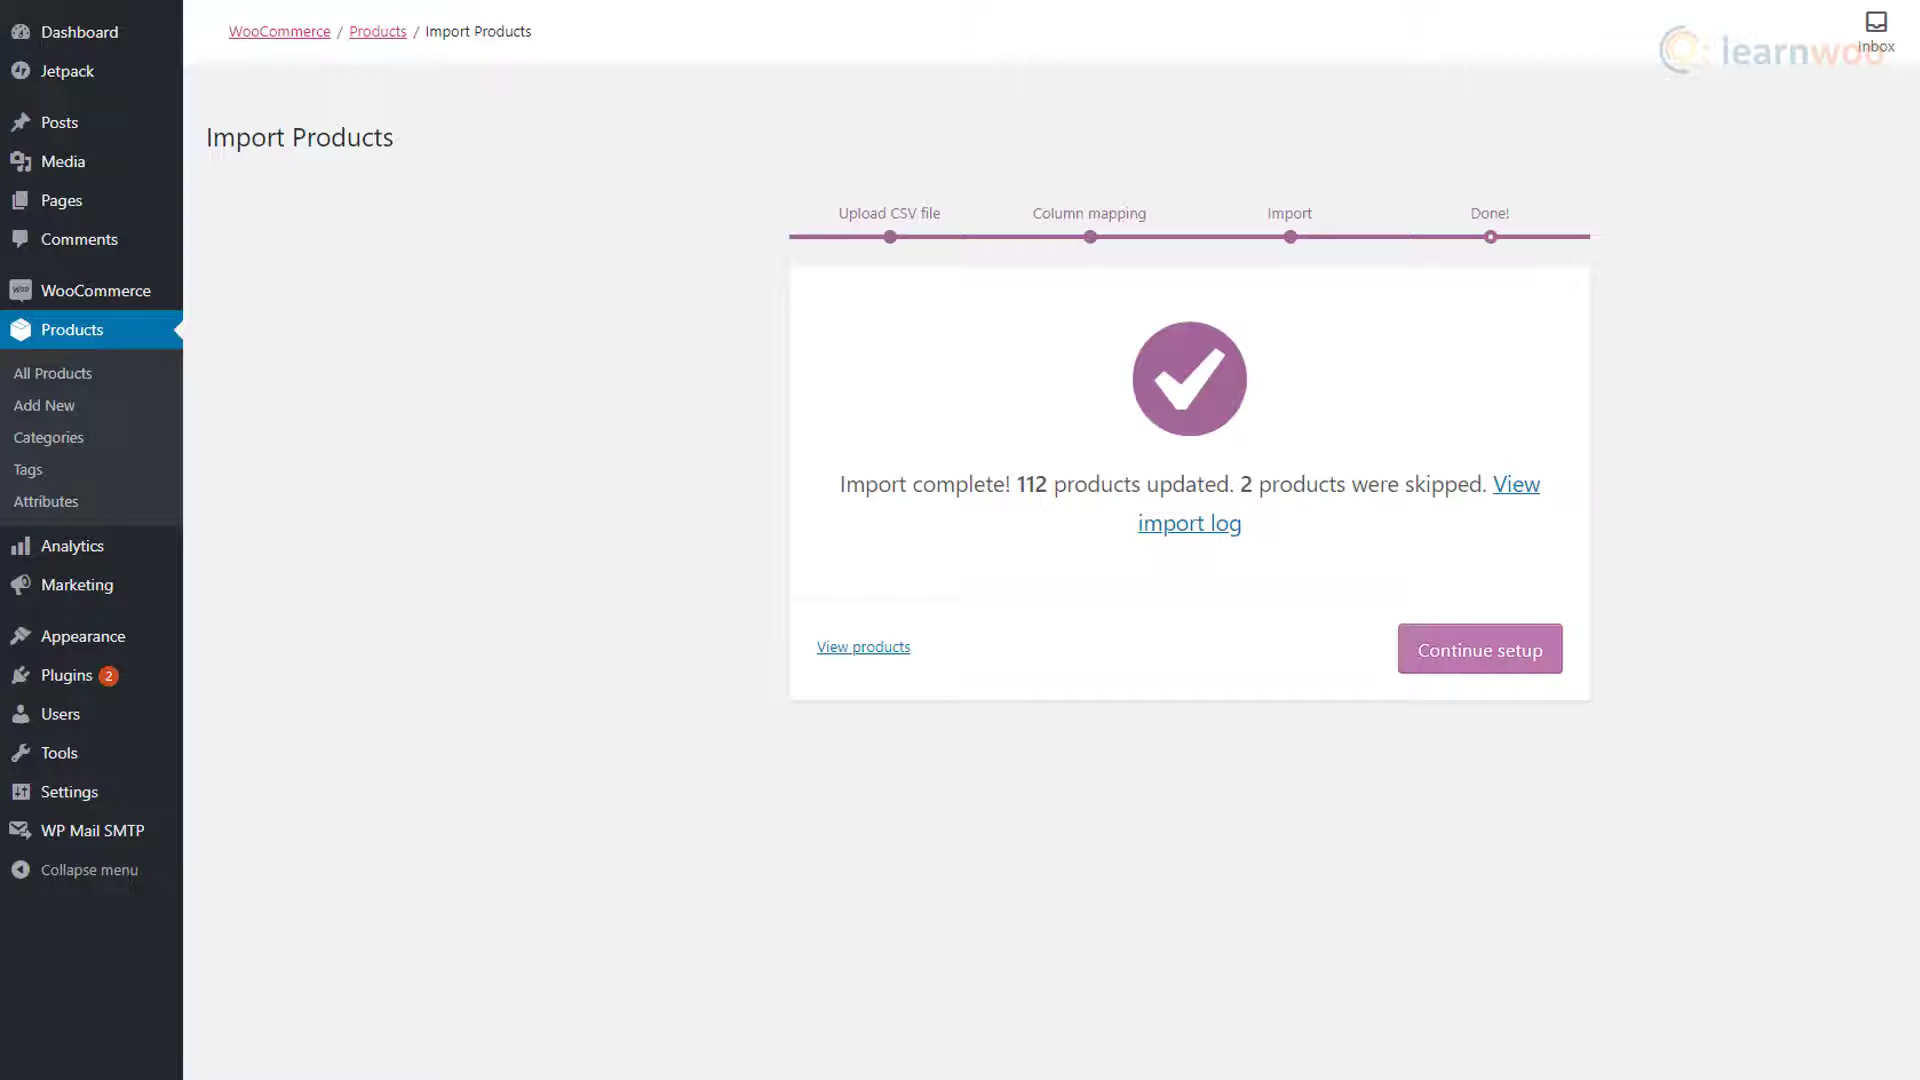 Dashboard
Jetpack
Posts
Media
Pages
Comments
WooCommerce
Products
All Products
Add New
Categories
Tags
Attributes
Analytics
Marketing
Appearance
Plugins 2
Users
Tools
Settings
WP Mail SMTP
Collapse menu
WooCommerce / Products / Import Products
Inbox
learnwoo
Import Products
Upload CSV file
Column mapping
Import
Done!
Import complete! 112 products updated. 2 products were skipped. View
import log
View products
Continue setup